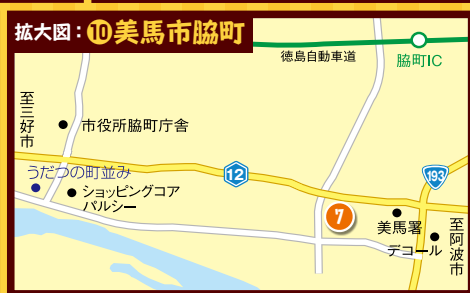 拡大図：⑩美馬市脇町
徳島自動車道
脇町IC
至三好市
市役所脇町庁舎
うだつの町並み
ショッピングコア
パルシー
12
193
7
美馬署
デコール
至阿波市